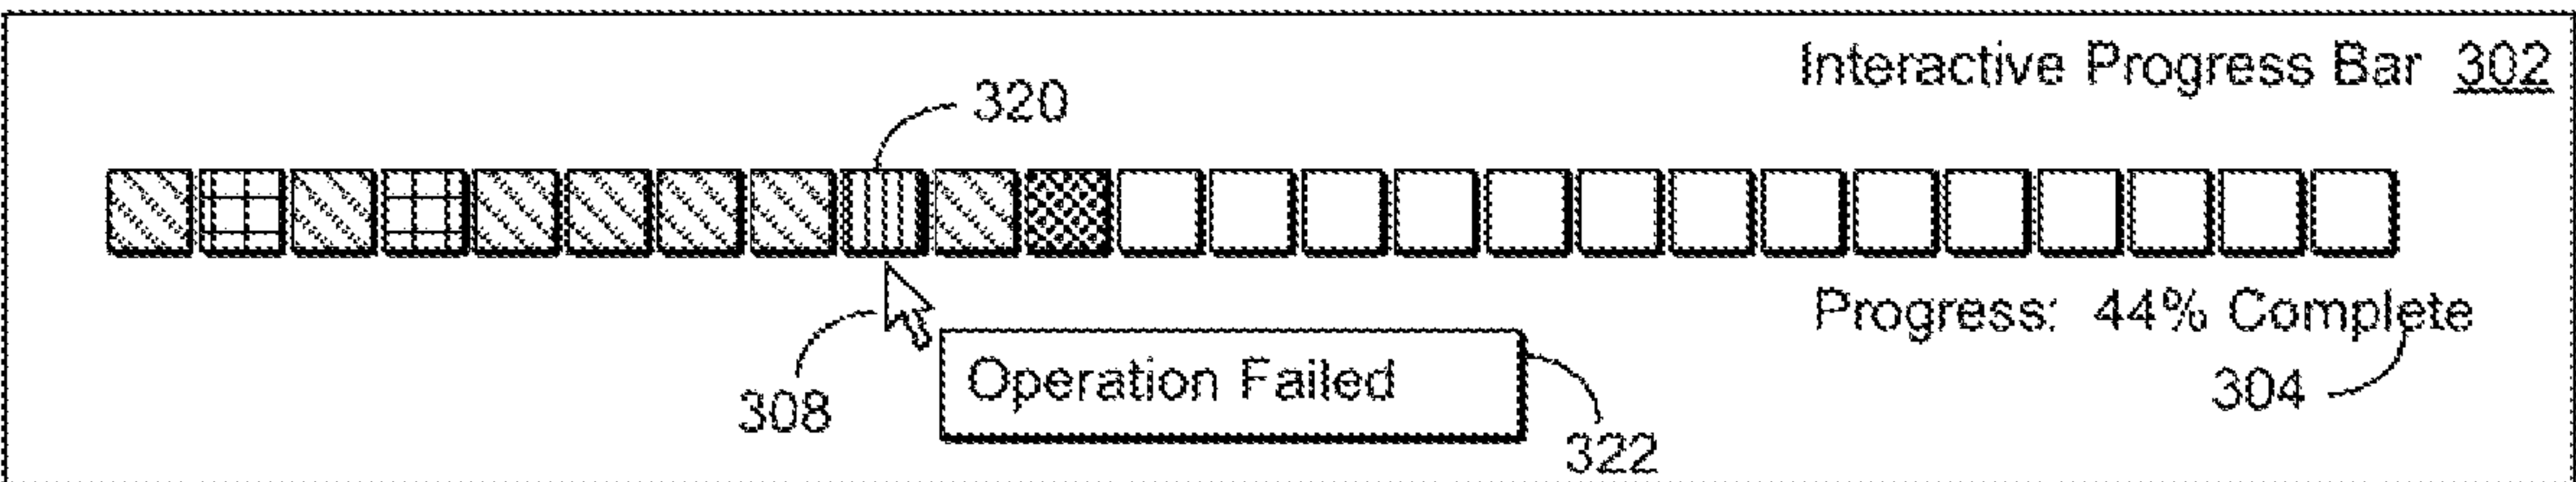 Interactive Progress Bar 302
320
Progress: 44% Complete
304
308
Operation Failed
322